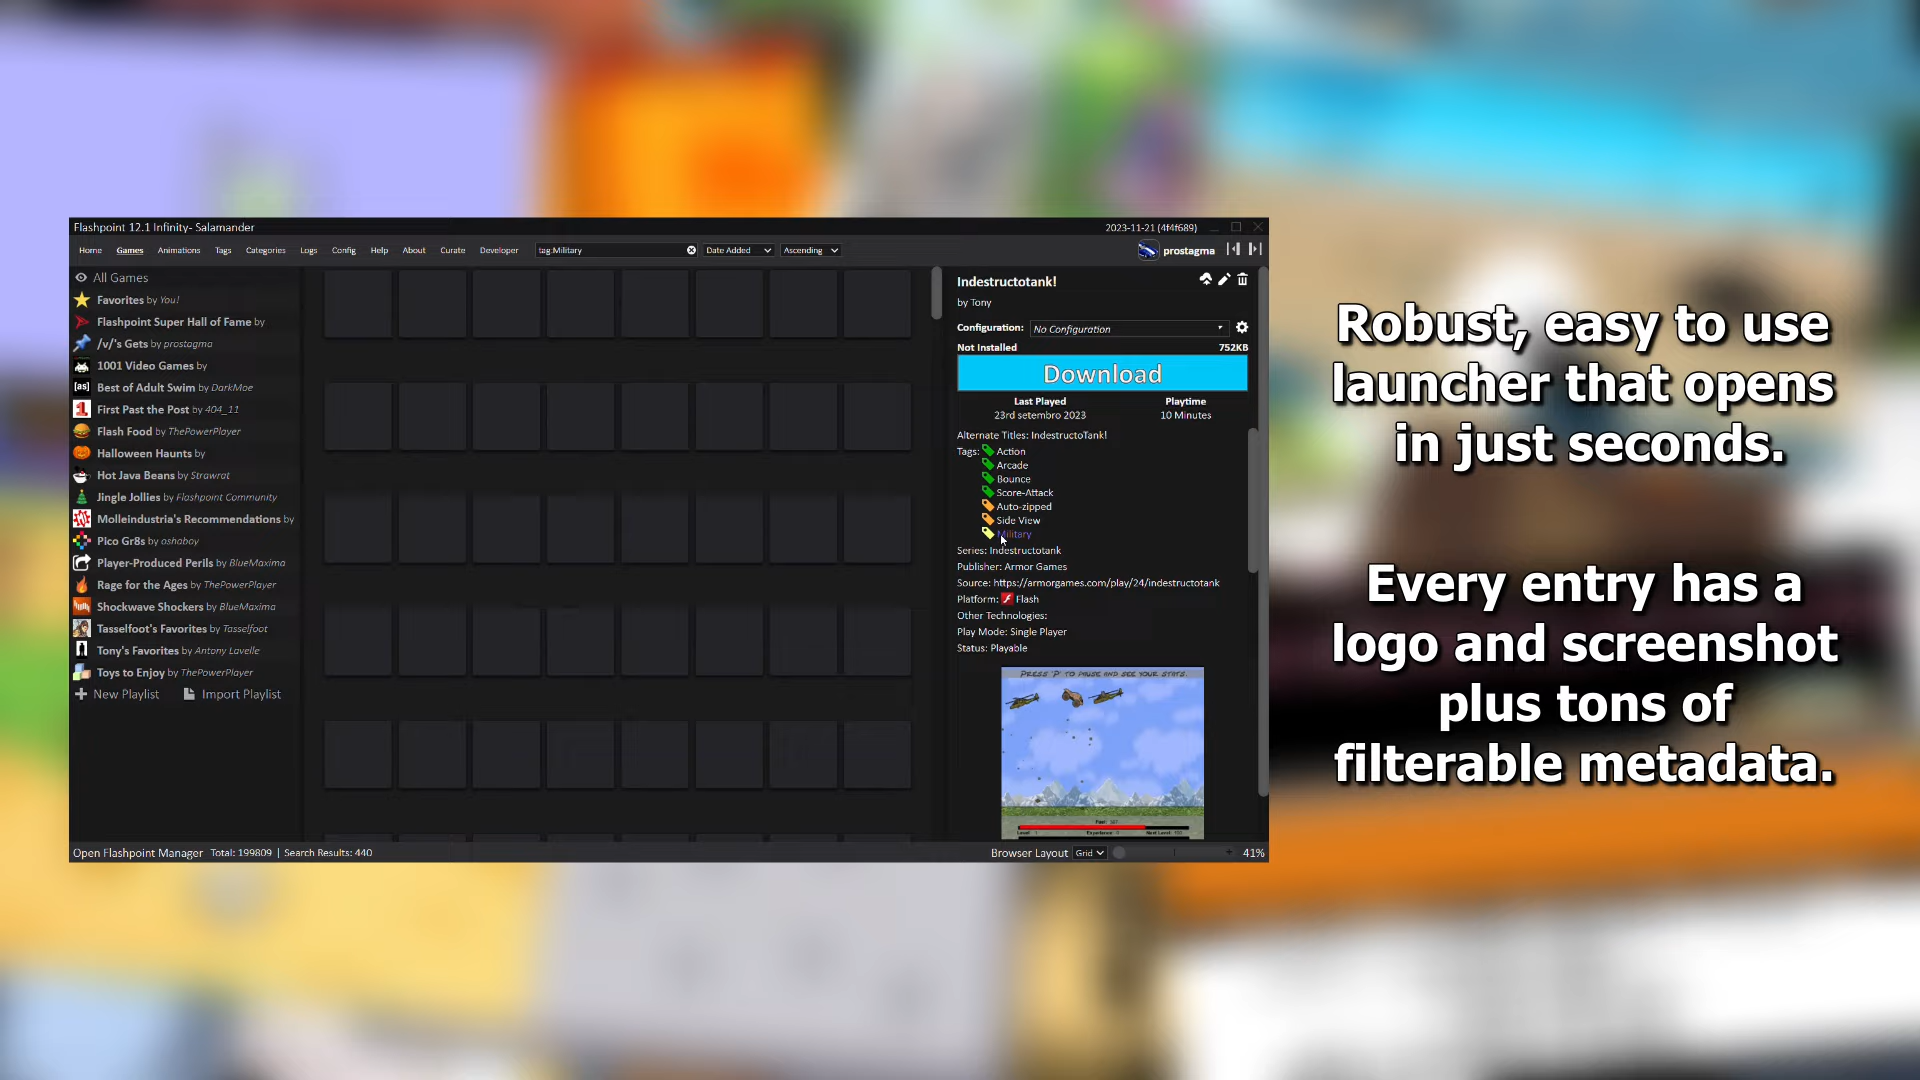 Flashpoint 12.1 Infinity- Salamander
2023-11-21 (4f4f689)
Home Games Animations Tags Categories Logs Config Help About Curate Developer
tag:Military
Date Added
Ascending
prostagma
All Games
Favorites by You!
Flashpoint Super Hall of Fame by
/v/'s Gets by prostagma
1001 Video Games by
Best of Adult Swim by DarkMoe
First Past the Post by 404_11
Flash Food by ThePowerPlayer
Halloween Haunts by
Hot Java Beans by Strawrat
Jingle Jollies by Flashpoint Community
Molleindustria's Recommendations by
Pico Gr8s by oshaboy
Player-Produced Perils by BlueMaxima
Rage for the Ages by ThePowerPlayer
Shockwave Shockers by BlueMaxima
Tasselfoot's Favorites by Tasselfoot
Tony's Favorites by Antony Lavelle
Toys to Enjoy by ThePowerPlayer
New Playlist Import Playlist
Indestructotank!
by Tony
Configuration: No Configuration
Not Installed 752KB
Download
Last Played Playtime
23rd setembro 2023 10 Minutes
Alternate Titles: IndestructoTank!
Tags: Action
Arcade
Bounce
Score-Attack
Auto-zipped
Side View
Military
Series: Indestructotank
Publisher: Armor Games
Source: https://armorgames.com/play/24/indestructotank
Platform: Flash
Other Technologies:
Play Mode: Single Player
Status: Playable
Press 'P' to pause and see your stats.
Open Flashpoint Manager Total: 199809 | Search Results: 440
Browser Layout Grid 41%
Robust, easy to use
launcher that opens
in just seconds.
Every entry has a
logo and screenshot
plus tons of
filterable metadata.